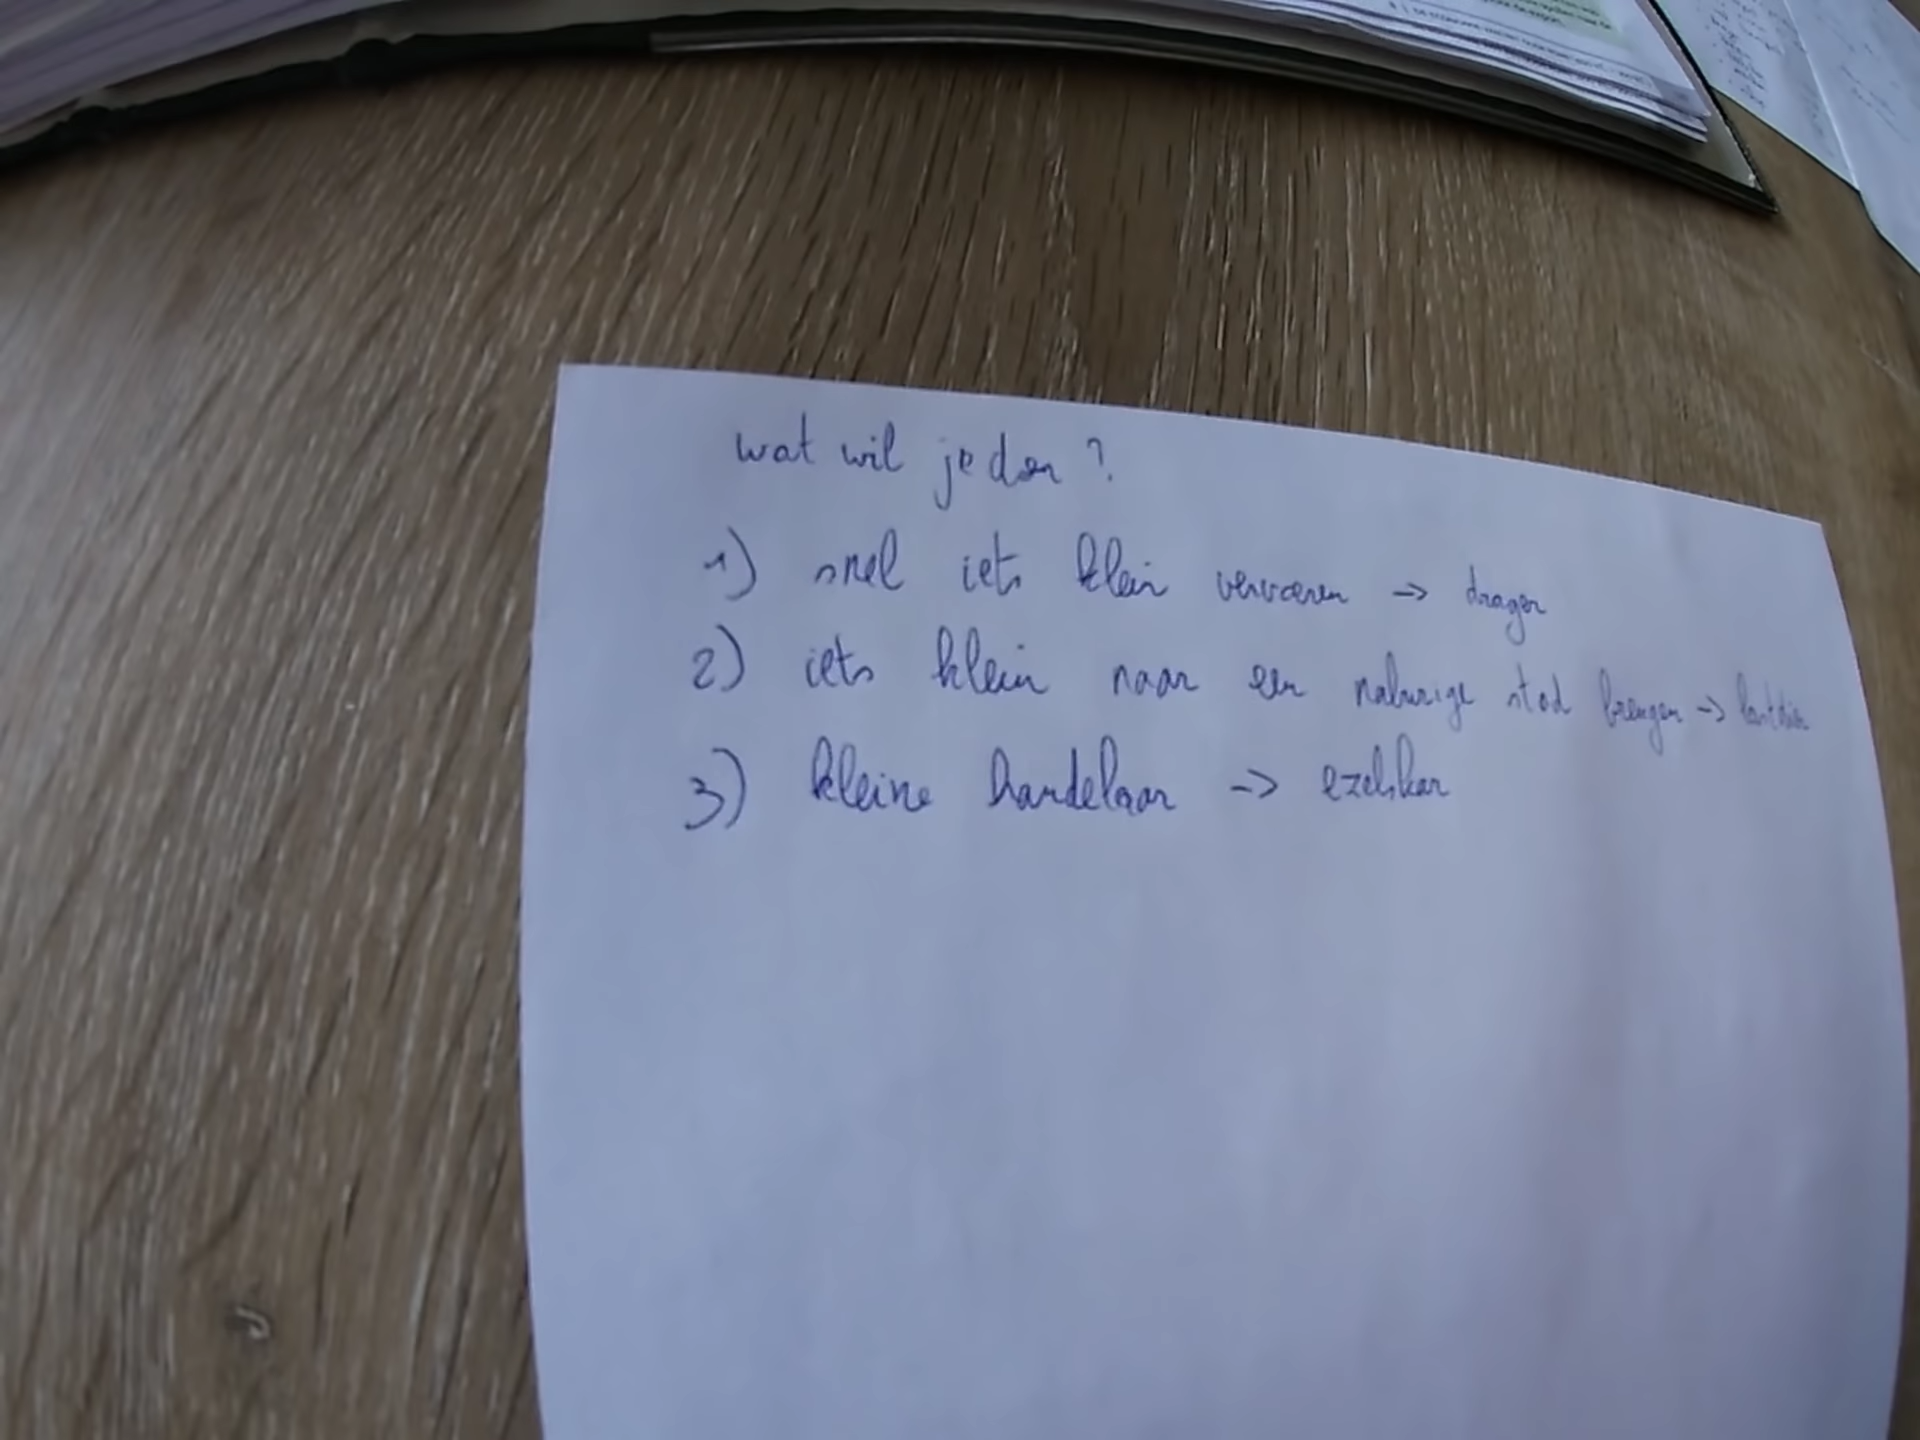 wat wil je doen ?
1) snel iets klein vervoeren -> drager
2) iets klein naar een naburige stad brengen -> lastdier
3) kleine handelaar -> ezelskar